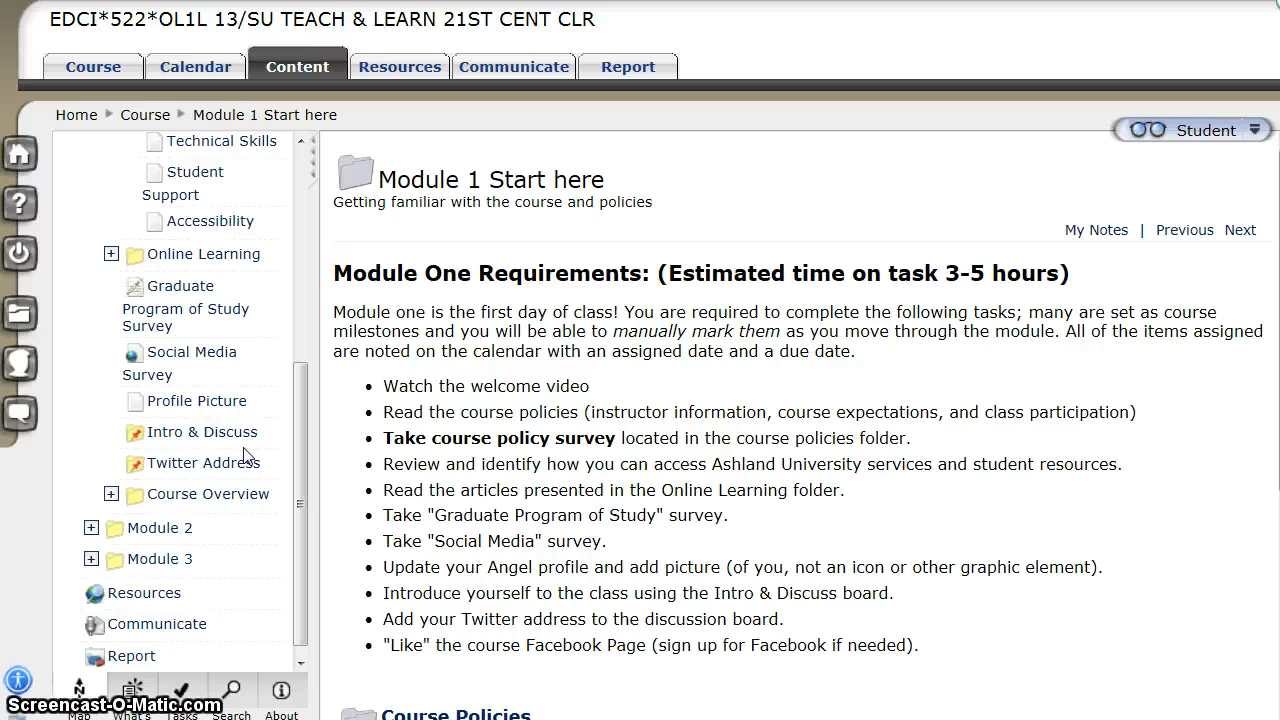 EDCI*522*OL1L 13/SU TEACH & LEARN 21ST CENT CLR
Course
Calendar
Content
Resources
Communicate
Report
Home
Course
Module 1 Start here
Student
Technical Skills
Student
Support
Accessibility
Online Learning
Graduate
Program of Study
Survey
Social Media
Survey
Profile Picture
Intro & Discuss
Twitter Address
Course Overview
Module 2
Module 3
Resources
Communicate
Report
Map
What's
Tasks
Search
About
Module 1 Start here
Getting familiar with the course and policies
My Notes | Previous Next
Module One Requirements: (Estimated time on task 3-5 hours)
Module one is the first day of class! You are required to complete the following tasks; many are set as course
milestones and you will be able to manually mark them as you move through the module. All of the items assigned
are noted on the calendar with an assigned date and a due date.
• Watch the welcome video
• Read the course policies (instructor information, course expectations, and class participation)
• Take course policy survey located in the course policies folder.
• Review and identify how you can access Ashland University services and student resources.
• Read the articles presented in the Online Learning folder.
• Take "Graduate Program of Study" survey.
• Take "Social Media" survey.
• Update your Angel profile and add picture (of you, not an icon or other graphic element).
• Introduce yourself to the class using the Intro & Discuss board.
• Add your Twitter address to the discussion board.
• "Like" the course Facebook Page (sign up for Facebook if needed).
Course Policies
Screencast-O-Matic.com